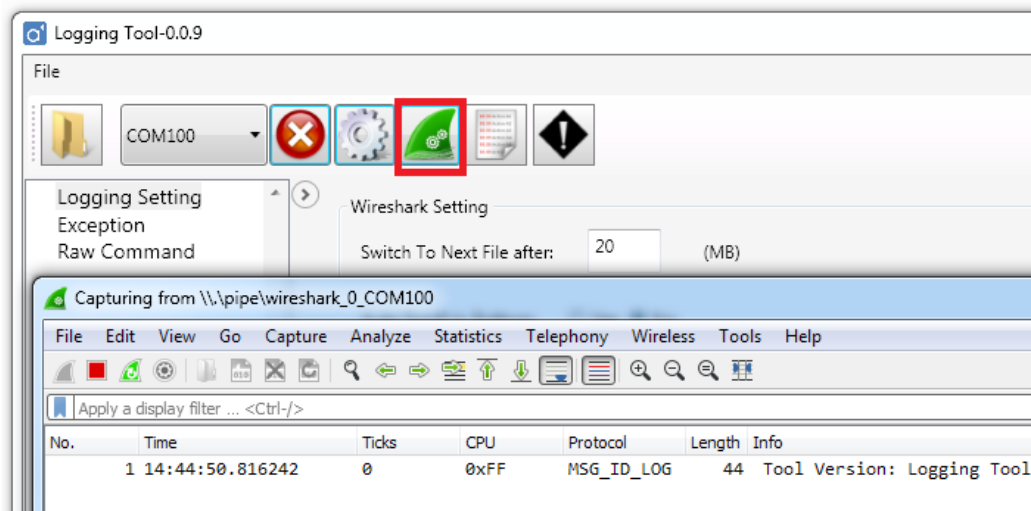 Logging Tool-0.0.9
File
COM100
Logging Setting
Exception
Raw Command
Wireshark Setting
Switch To Next File after: 20 (MB)
Capturing from \\.\pipe\wireshark_0_COM100
File Edit View Go Capture Analyze Statistics Telephony Wireless Tools Help
Apply a display filter ... <Ctrl-/>
No. Time Ticks CPU Protocol Length Info
1 14:44:50.816242 0 0xFF MSG_ID_LOG 44 Tool Version: Logging Tool